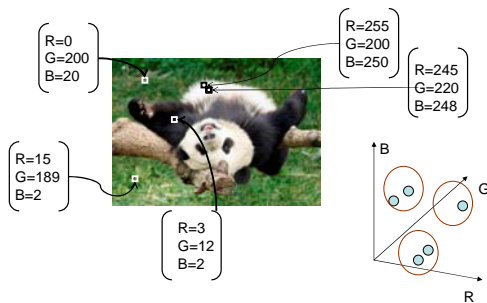 R=0
G=200
B=20
R=255
G=200
B=250
R=245
G=220
B=248
R=15
G=189
B=2
R=3
G=12
B=2
B
G
R